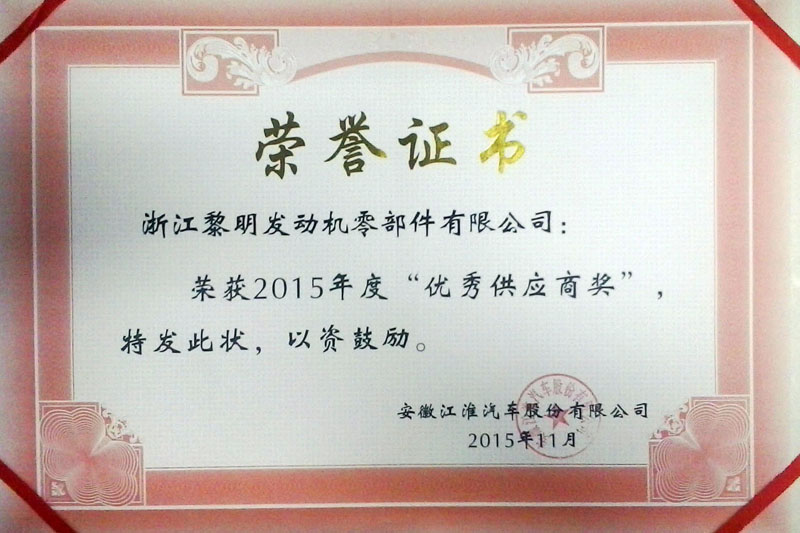 荣誉证书
浙江黎明发动机零部件有限公司：
荣获2015年度“优秀供应商奖”，
特发此状，以资鼓励。
安徽江淮汽车股份有限公司
2015年11月